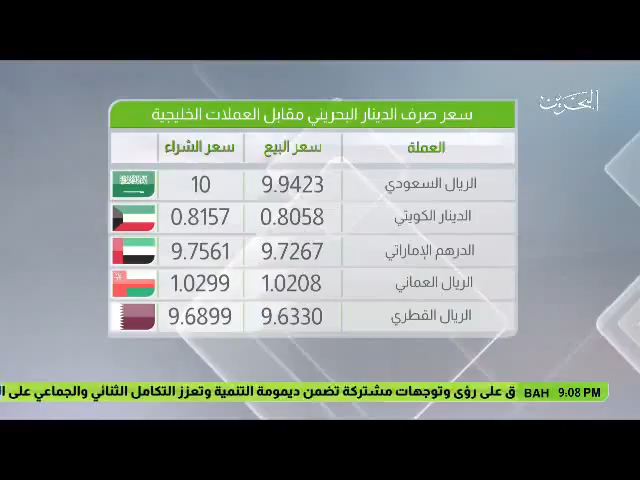 البحرين
سعر صرف الدينار البحريني مقابل العملات الخليجية
العملة سعر البيع سعر الشراء
الريال السعودي 9.9423 10
الدينار الكويتي 0.8058 0.8157
الدرهم الإماراتي 9.7267 9.7561
الريال العماني 1.0208 1.0299
الريال القطري 9.6330 9.6899
BAH 9:08 PM
ق على رؤى وتوجهات مشتركة تضمن ديمومة التنمية وتعزز التكامل الثنائي والجماعي على ال